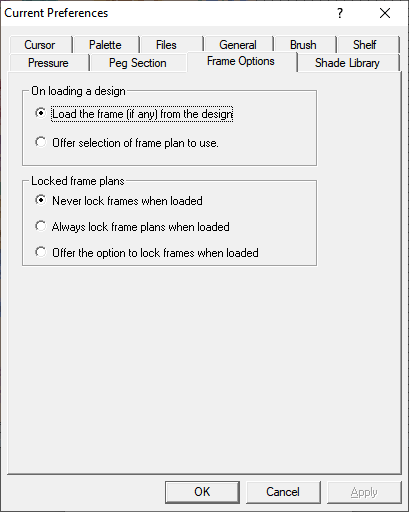 Current Preferences
?
Cursor Palette Files General Brush Shelf
Pressure Peg Section Frame Options Shade Library
On loading a design
Load the frame (if any) from the design
Offer selection of frame plan to use.
Locked frame plans
Never lock frames when loaded
Always lock frame plans when loaded
Offer the option to lock frames when loaded
OK Cancel Apply